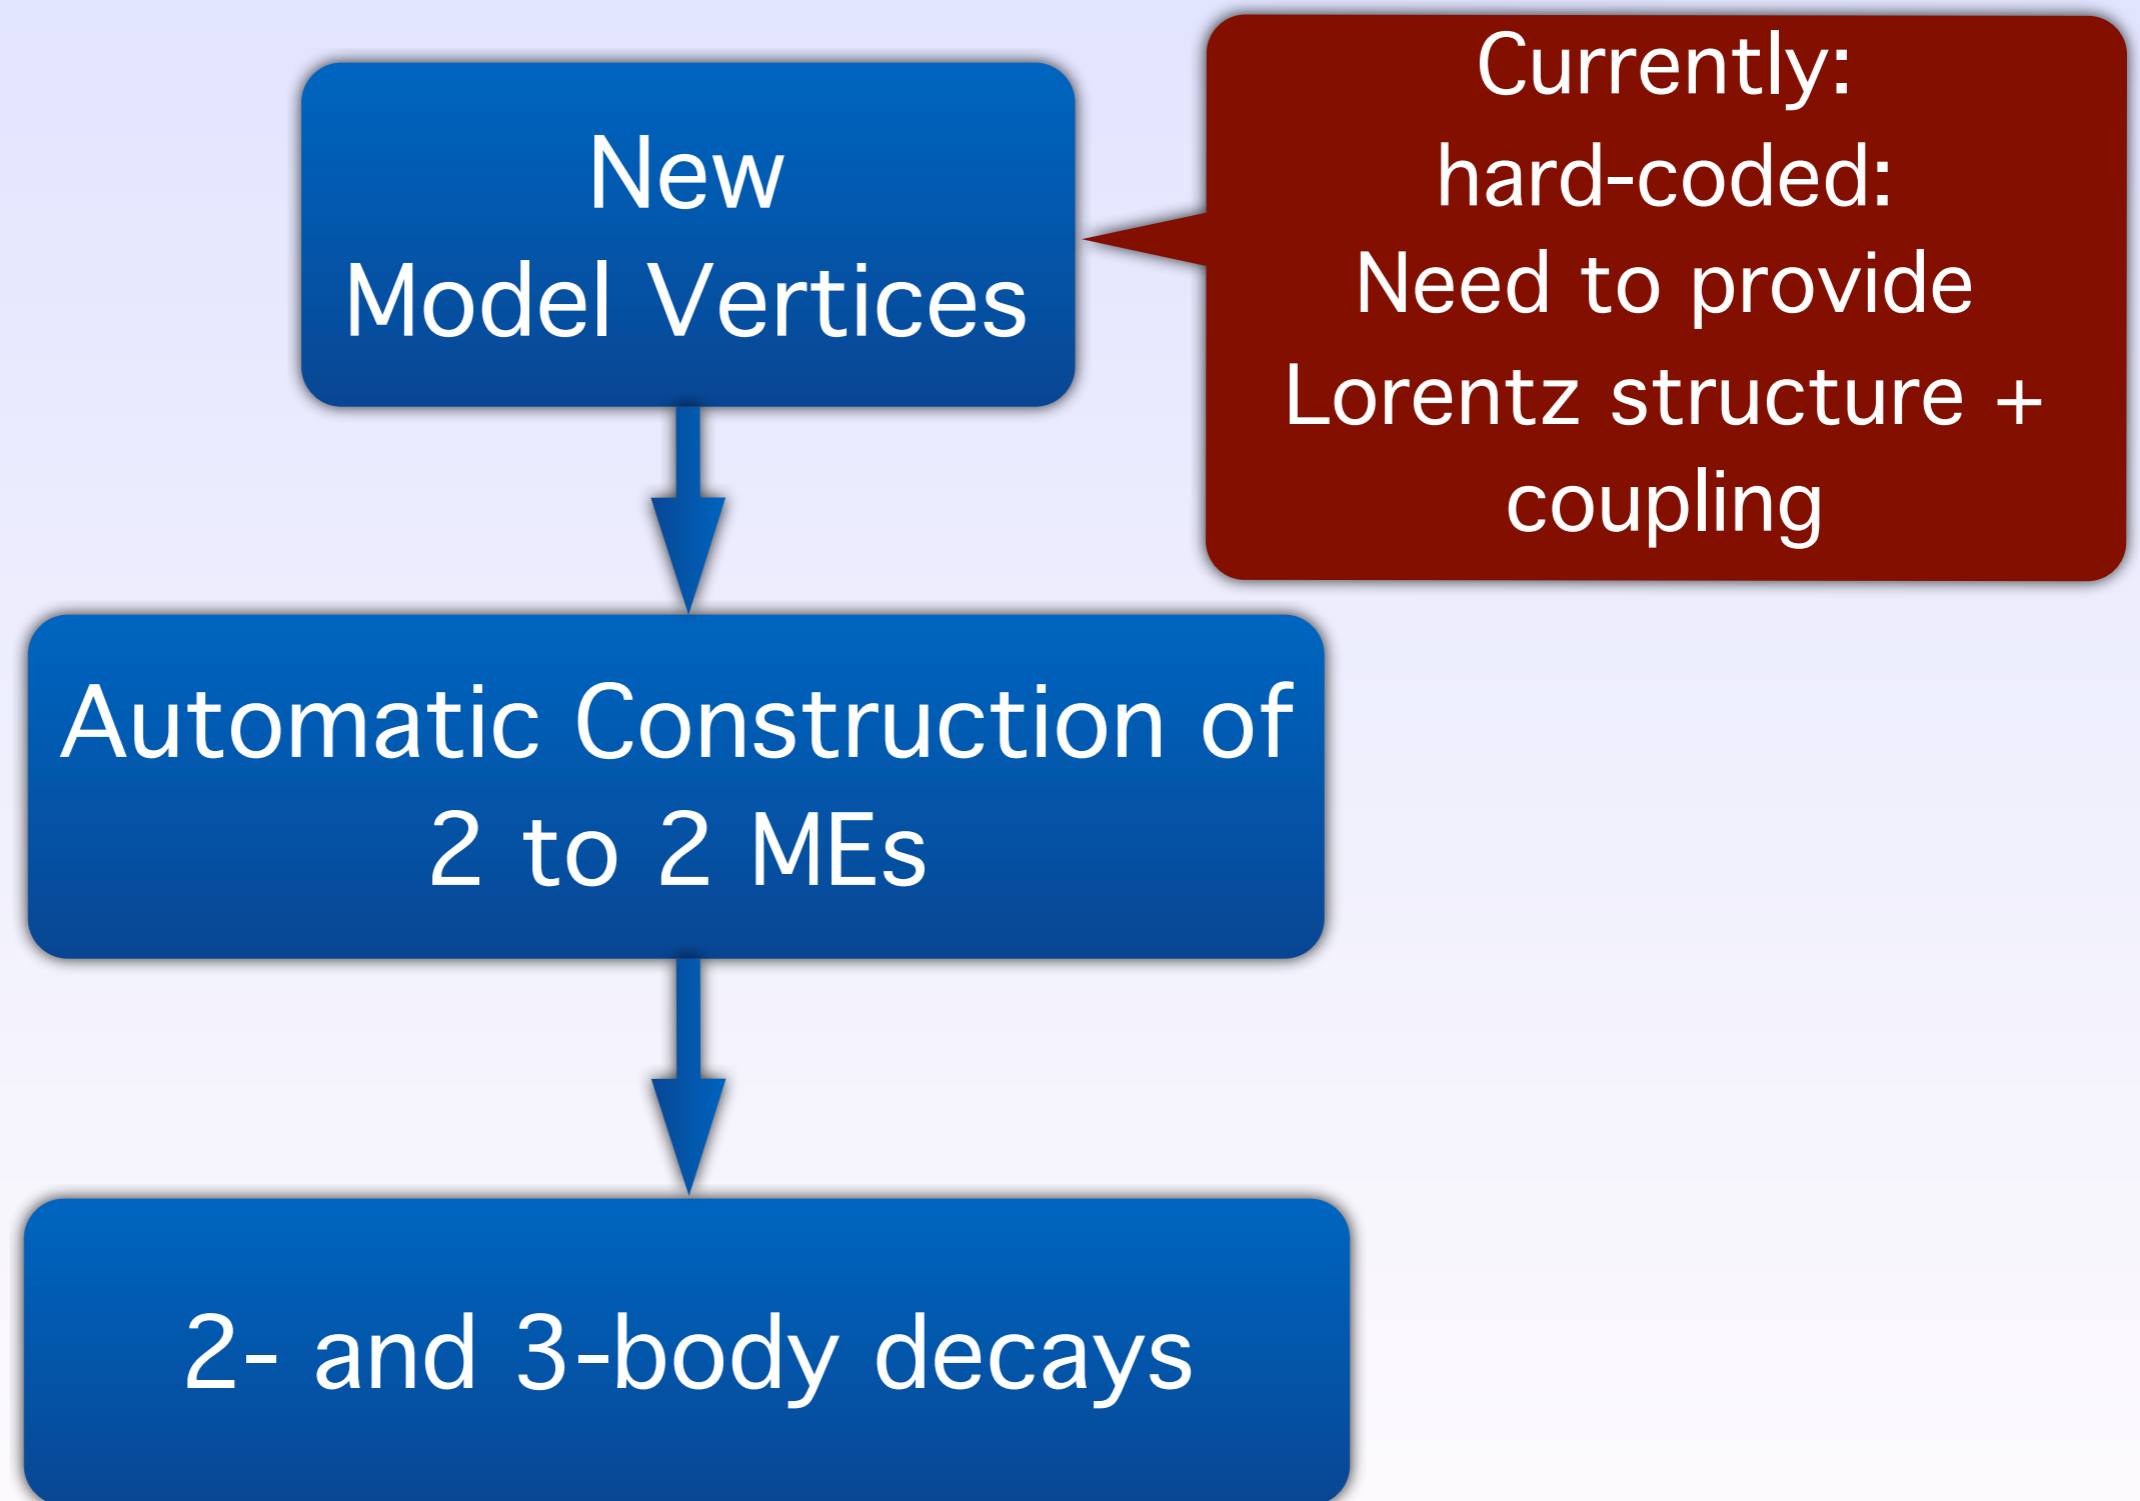 New
Model Vertices
Currently:
hard-coded:
Need to provide
Lorentz structure +
coupling
Automatic Construction of
2 to 2 MEs
2- and 3-body decays